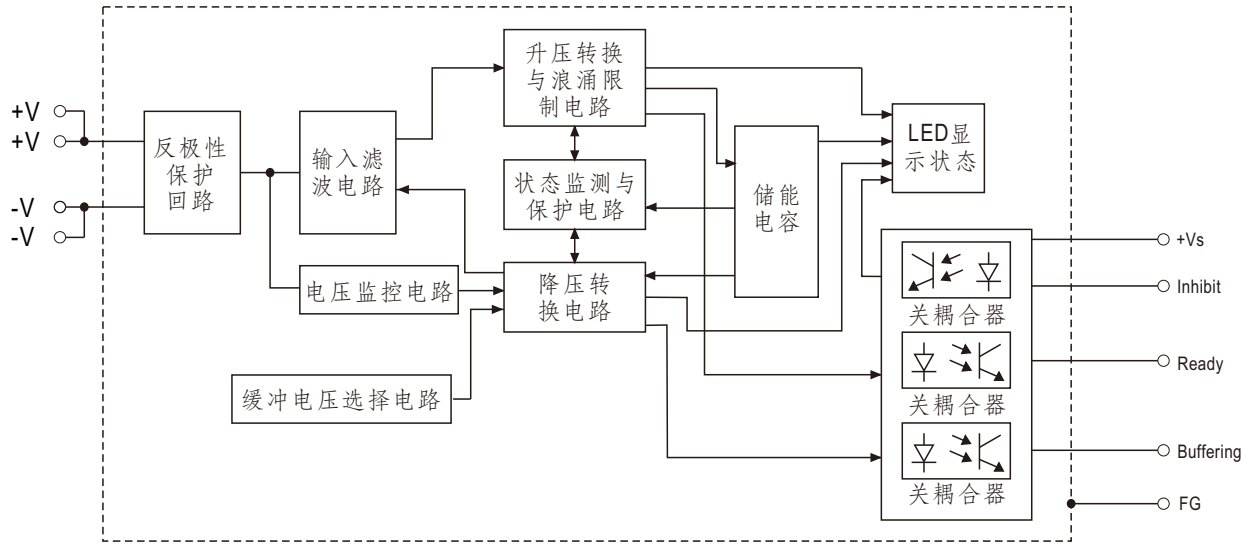 +V
+V
-V
-V
反极性
保护
回路
输入滤
波电路
电压监控电路
缓冲电压选择电路
升压转换
与浪涌限
制电路
状态监测与
保护电路
降压转
换电路
储能
电容
LED显
示状态
关耦合器
关耦合器
关耦合器
+Vs
Inhibit
Ready
Buffering
FG